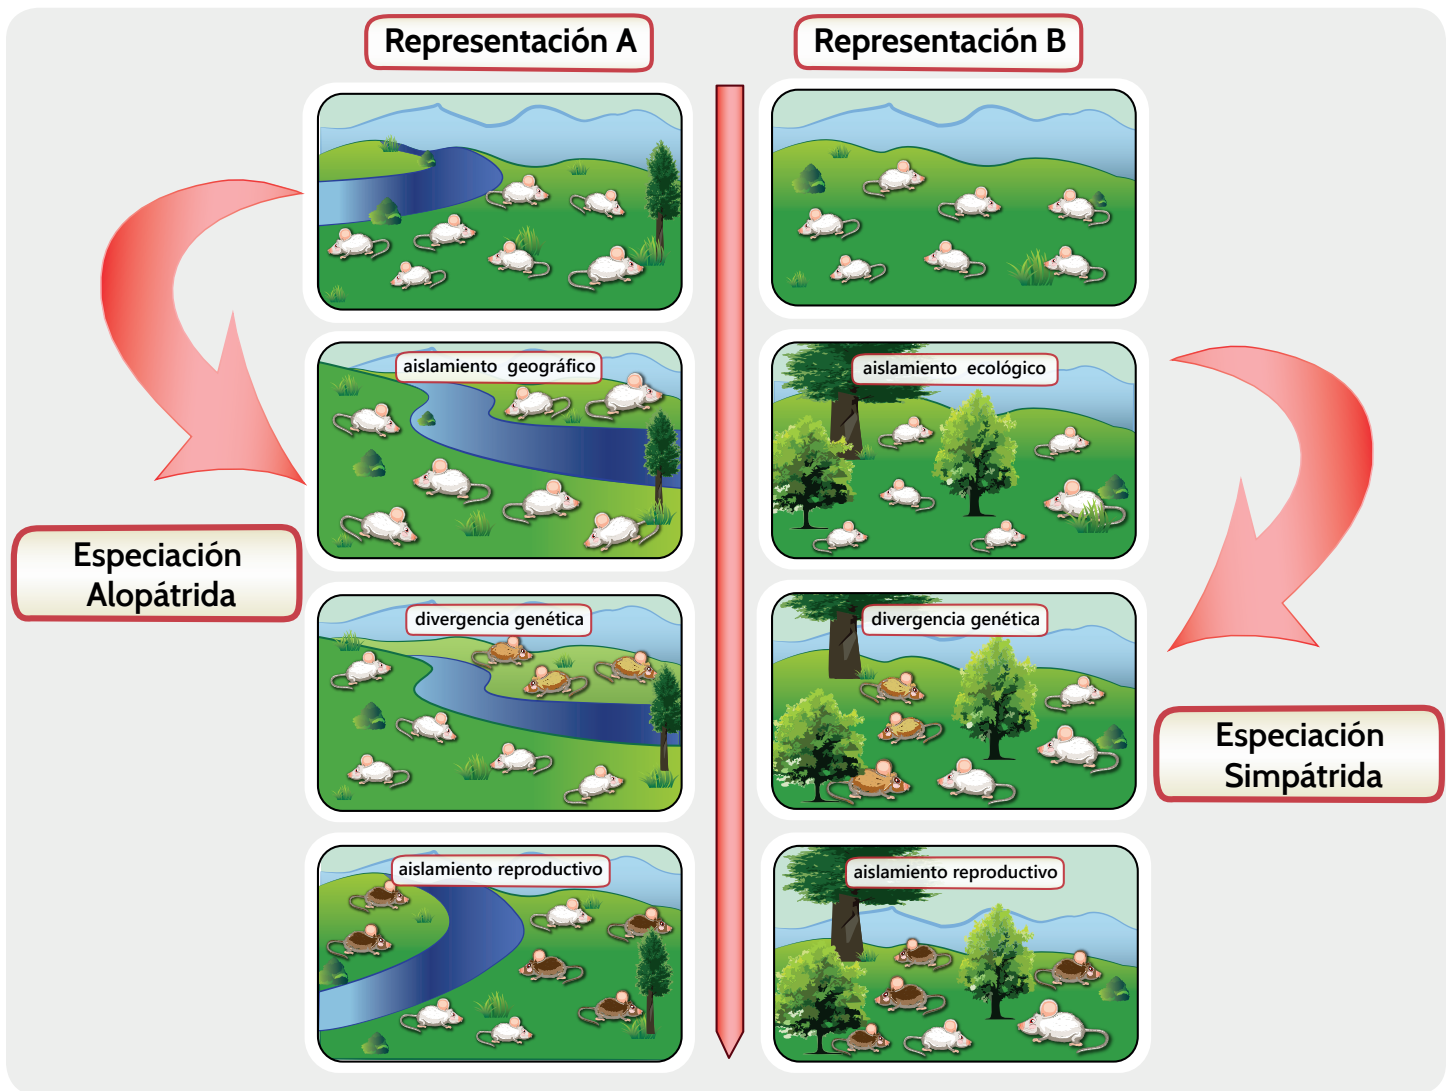 Representación A
Representación B
aislamiento geográfico
aislamiento ecológico
Especiación
Alopátrida
divergencia genética
divergencia genética
Especiación
Simpátrida
aislamiento reproductivo
aislamiento reproductivo